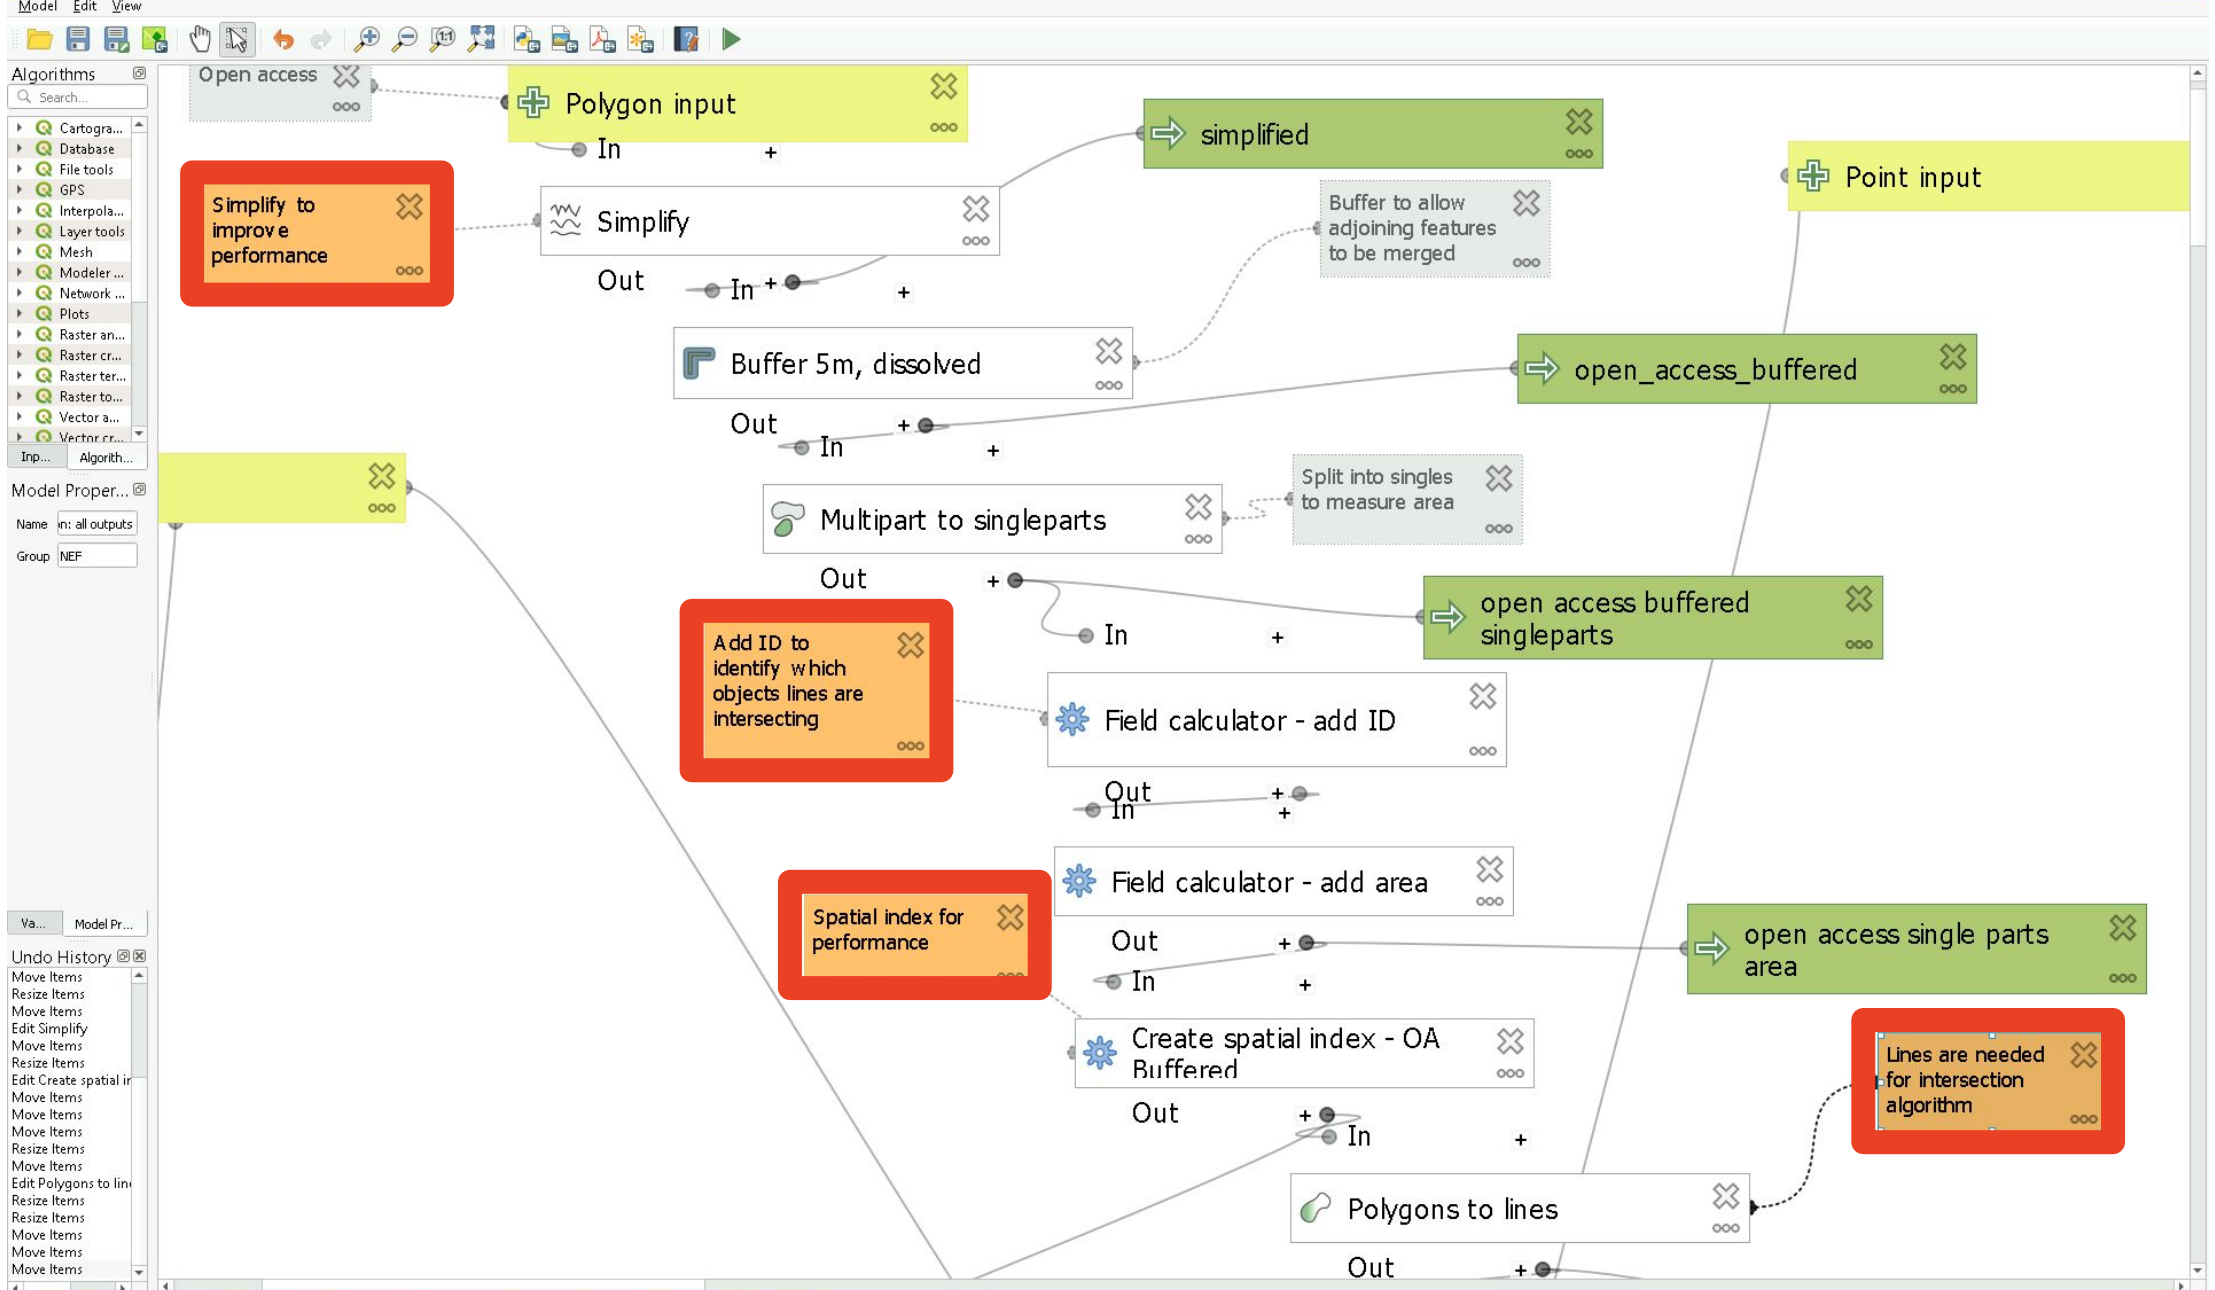 Model Edit View
Algorithms
Search...
Cartogra...
Database
File tools
GPS
Interpola...
Layer tools
Mesh
Modeler ...
Network ...
Plots
Raster an...
Raster cr...
Raster ter...
Raster to...
Vector a...
Vector cr...
Inp... Algorith...
Model Proper...
Name n: all outputs
Group NEF
Va... Model Pr...
Undo History
Move Items
Resize Items
Move Items
Edit Simplify
Move Items
Resize Items
Edit Create spatial ir
Move Items
Move Items
Move Items
Resize Items
Move Items
Edit Polygons to lin
Resize Items
Resize Items
Move Items
Move Items
Move Items
Open access
Polygon input
In +
Simplify to
improve
performance
Simplify
Out +
simplified
Buffer to allow
adjoining features
to be merged
Point input
In +
Buffer 5m, dissolved
Out +
open_access_buffered
In +
Multipart to singleparts
Out +
Split into singles
to measure area
open access buffered
singleparts
In +
Add ID to
identify which
objects lines are
intersecting
Field calculator - add ID
Out +
In +
Field calculator - add area
Out +
Spatial index for
performance
open access single parts
area
In +
Create spatial index - OA
Buffered
Out +
Lines are needed
for intersection
algorithm
In +
Polygons to lines
Out +